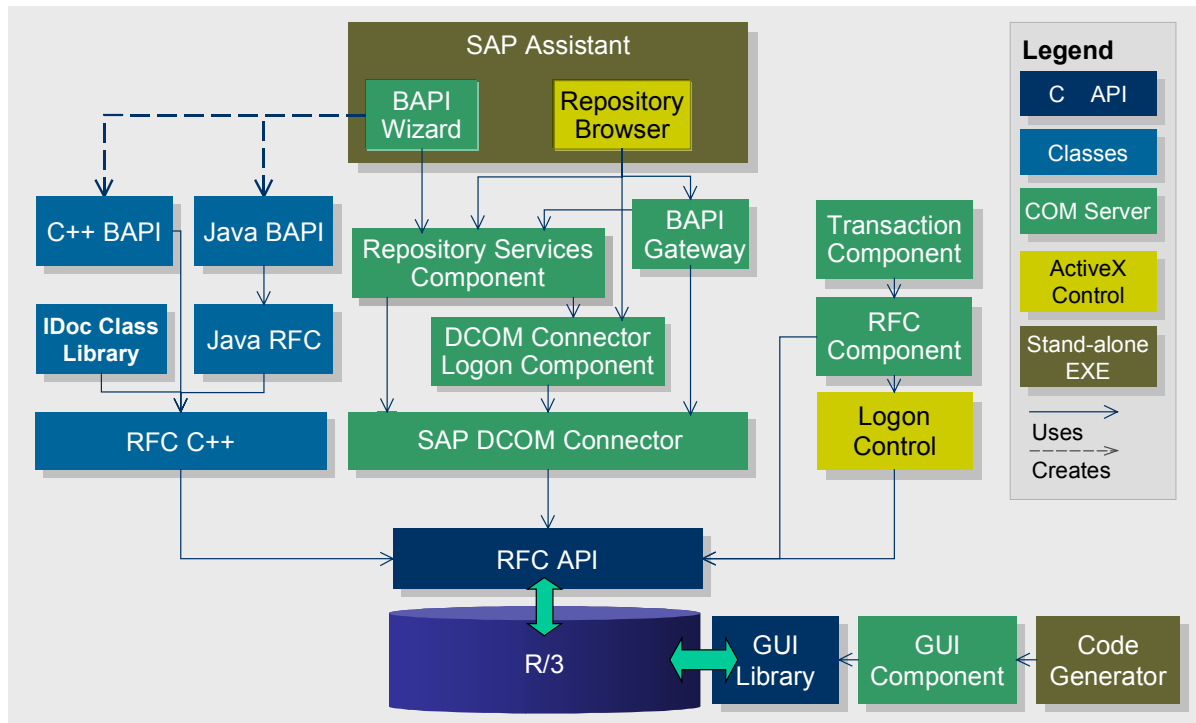 SAP Assistant
BAPI
Wizard
Repository
Browser
C++ BAPI
Java BAPI
Repository Services
Component
BAPI
Gateway
Transaction
Component
IDoc Class
Library
Java RFC
DCOM Connector
Logon Component
RFC
Component
RFC C++
SAP DCOM Connector
Logon
Control
RFC API
R/3
GUI
Library
GUI
Component
Code
Generator
Legend
C API
Classes
COM Server
ActiveX
Control
Stand-alone
EXE
Uses
Creates